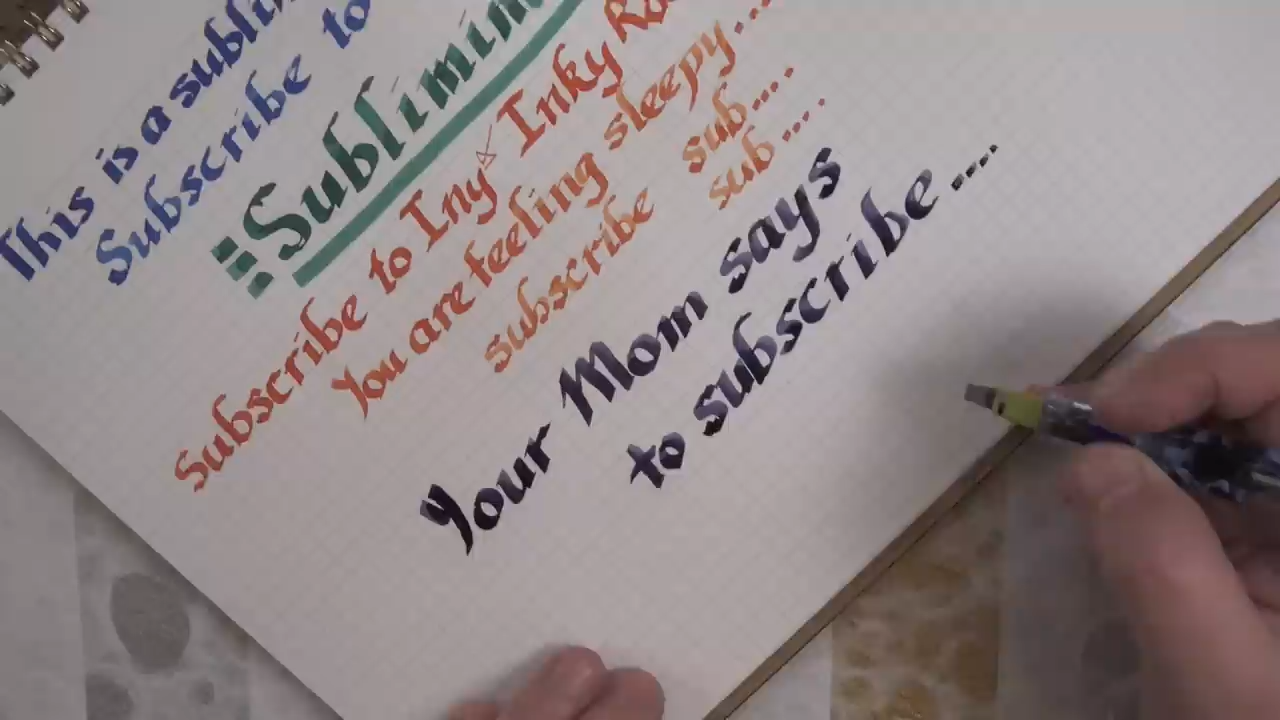 This is a sublim
Subscribe to
Sublimin
Subscribe to Iny Inky Ro
You are feeling sleepy....
subscribe sub....
sub....
Your Mom says
to subscribe...